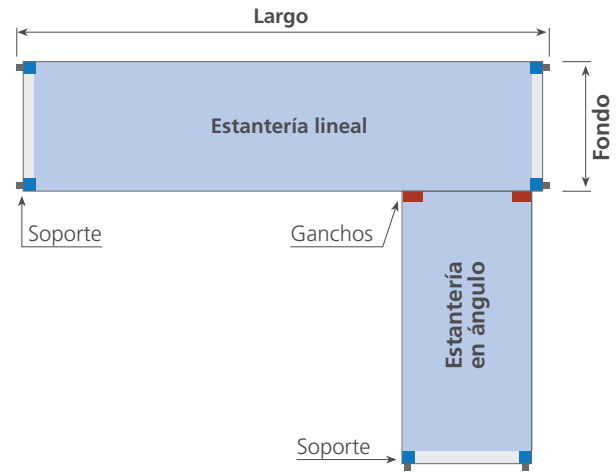 Largo
Estantería lineal
Fondo
Soporte
Ganchos
Estantería
en ángulo
Soporte